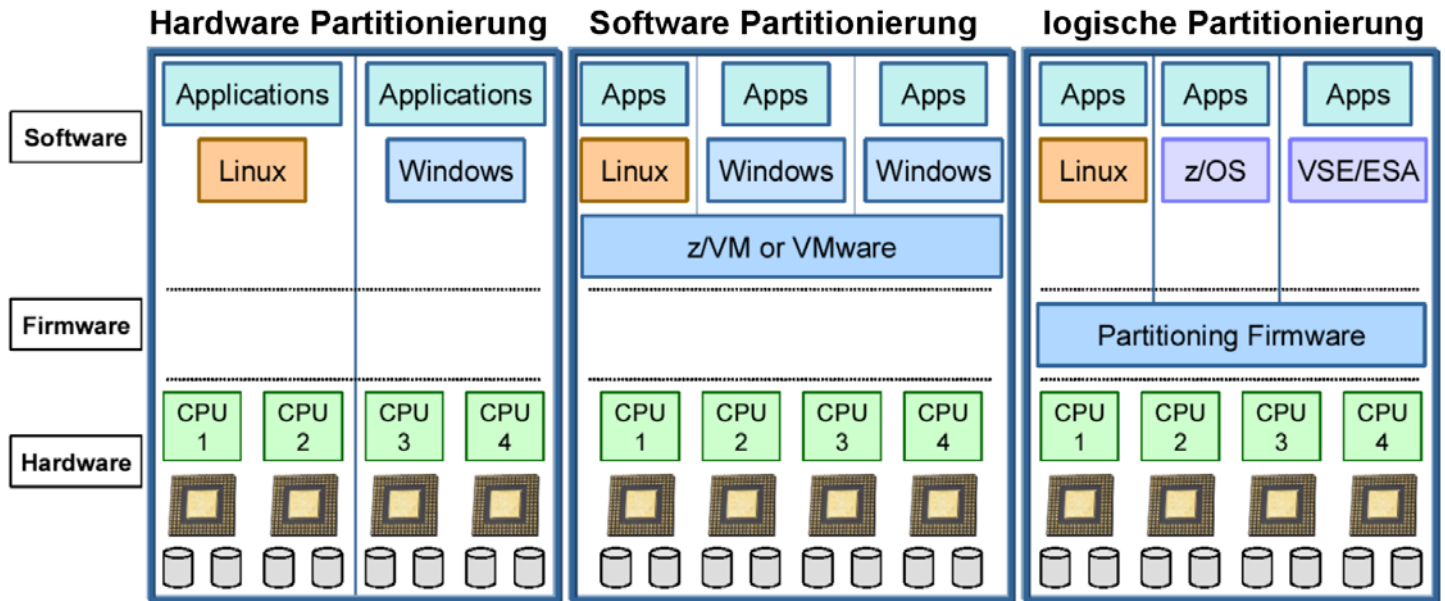 Hardware Partitionierung
Software Partitionierung
logische Partitionierung
Software
Firmware
Hardware
Applications
Applications
Linux
Windows
CPU
1
CPU
2
CPU
3
CPU
4
Apps
Apps
Apps
Linux
Windows
Windows
z/VM or VMware
CPU
1
CPU
2
CPU
3
CPU
4
Apps
Apps
Apps
Linux
z/OS
VSE/ESA
Partitioning Firmware
CPU
1
CPU
2
CPU
3
CPU
4